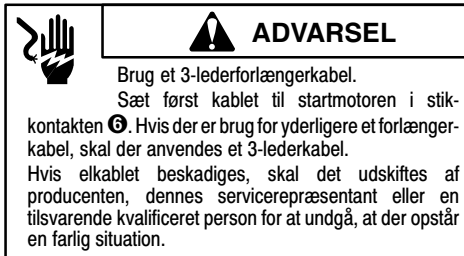 ADVARSEL
Brug et 3-lederforlængerkabel.
Sæt først kablet til startmotoren i stik-
kontakten ❻. Hvis der er brug for yderligere et forlænger-
kabel, skal der anvendes et 3-lederkabel.
Hvis elkablet beskadiges, skal det udskiftes af
producenten, dennes servicerepræsentant eller en
tilsvarende kvalificeret person for at undgå, at der opstår
en farlig situation.